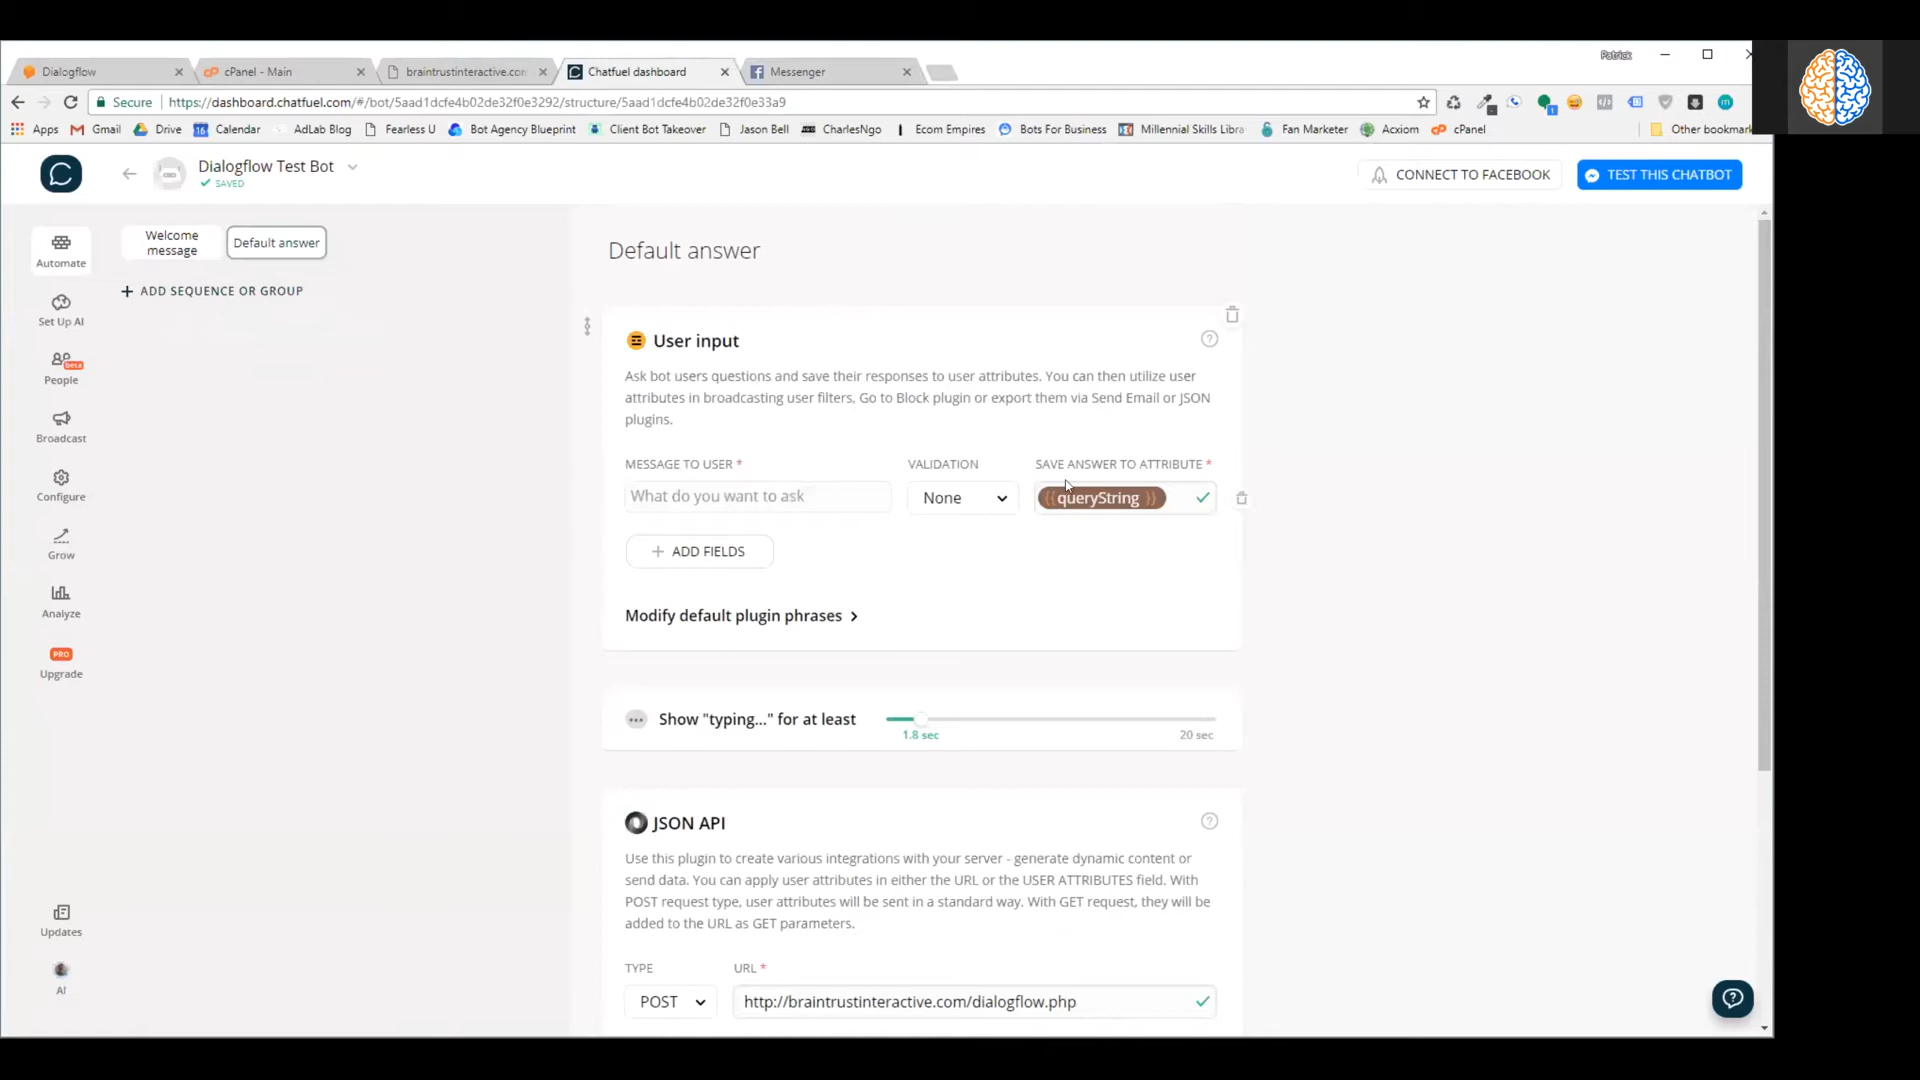 Patrick
Dialogflow
cPanel - Main
braintrustinteractive.con
Chatfuel dashboard
Messenger
Secure
https://dashboard.chatfuel.com/#/bot/5aad1dcfe4b02de32f0e3292/structure/5aad1dcfe4b02de32f0e33a9
Apps
Gmail
Drive
16
Calendar
AdLab Blog
Fearless U
Bot Agency Blueprint
Client Bot Takeover
Jason Bell
CharlesNgo
Ecom Empires
Bots For Business
Millennial Skills Libra
Fan Marketer
Acxiom
cPanel
Other bookmark
Dialogflow Test Bot
SAVED
CONNECT TO FACEBOOK
TEST THIS CHATBOT
Automate
Set Up AI
beta
People
Broadcast
Configure
Grow
Analyze
PRO
Upgrade
Updates
AI
Welcome
message
Default answer
+ ADD SEQUENCE OR GROUP
Default answer
User input
?
Ask bot users questions and save their responses to user attributes. You can then utilize user
attributes in broadcasting user filters, Go to Block plugin or export them via Send Email or JSON
plugins.
MESSAGE TO USER *
VALIDATION
SAVE ANSWER TO ATTRIBUTE *
What do you want to ask
None
{{queryString }}
+ ADD FIELDS
Modify default plugin phrases
Show "typing..." for at least
1.8 sec
20 sec
JSON API
?
Use this plugin to create various integrations with your server - generate dynamic content or
send data. You can apply user attributes in either the URL or the USER ATTRIBUTES field. With
POST request type, user attributes will be sent in a standard way. With GET request, they will be
added to the URL as GET parameters.
TYPE
URL *
POST
http://braintrustinteractive.com/dialogflow.php